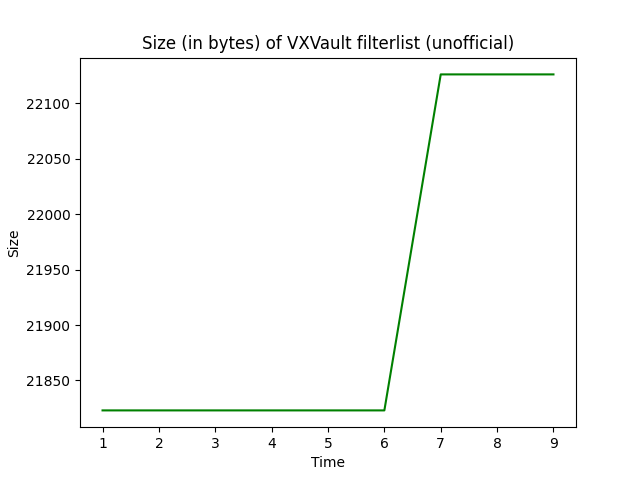 Size (in bytes) of VXVault filterlist (unofficial)
22100
22050
22000
21950
21900
21850
Size
1 2 3 4 5 6 7 8 9
Time